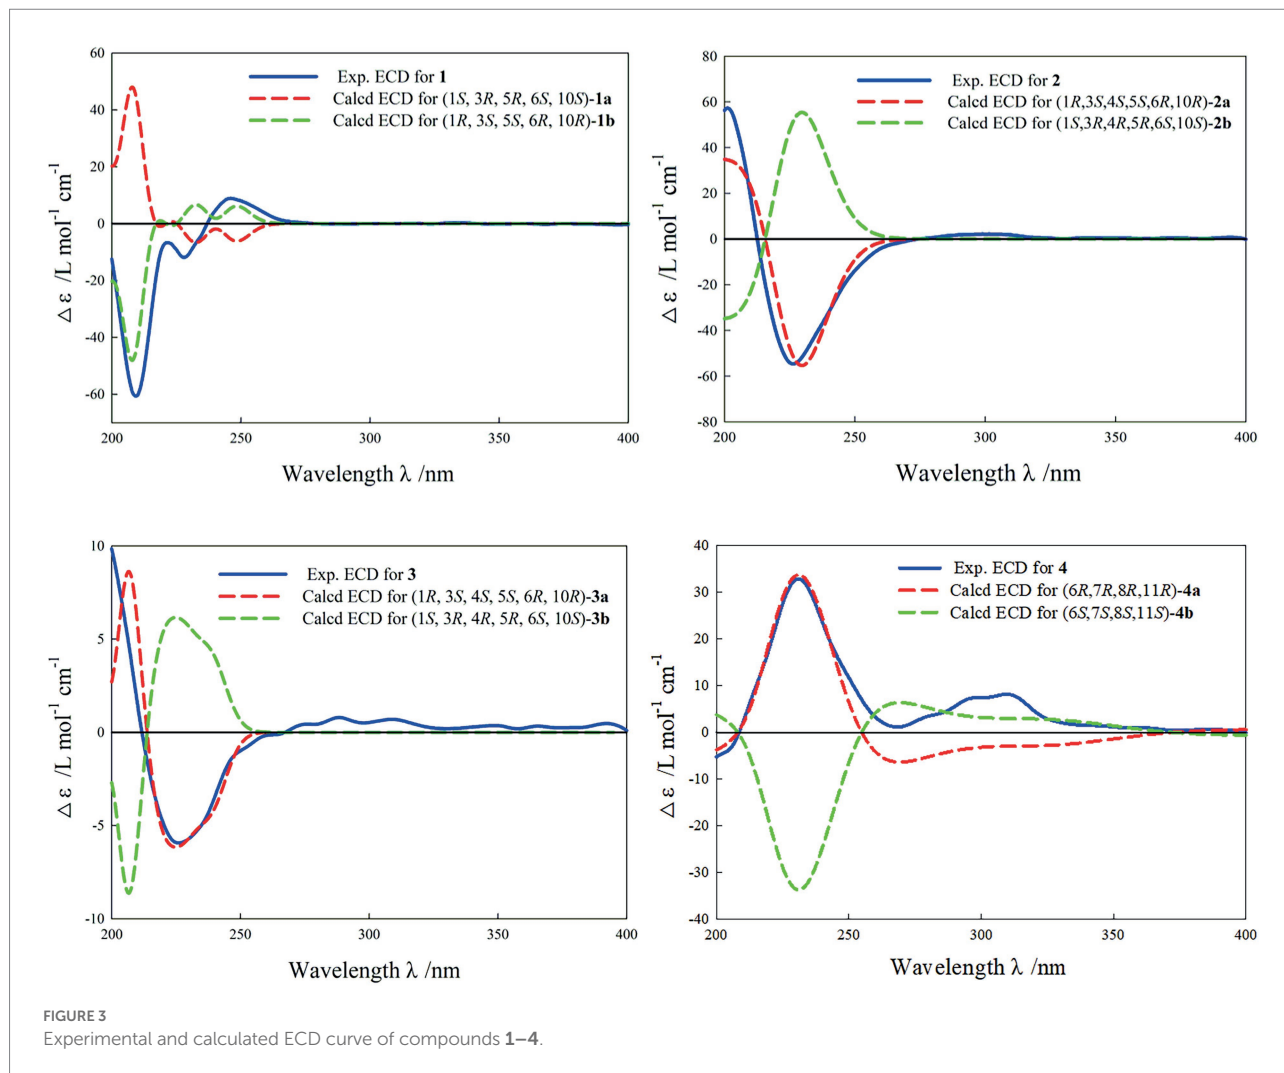 60
40
20
0
-20
-40
-60
Δ ε /L mol⁻¹ cm⁻¹
Exp. ECD for 1
Calcd ECD for (1S, 3R, 5R, 6S, 10S)-1a
Calcd ECD for (1R, 3S, 5S, 6R, 10R)-1b
200
250
300
350
400
Wavelength λ /nm
80
60
40
20
0
-20
-40
-60
-80
Δ ε /L mol⁻¹ cm⁻¹
Exp. ECD for 2
Calcd ECD for (1R,3S,4S,5S,6R,10R)-2a
Calcd ECD for (1S,3R,4R,5R,6S,10S)-2b
200
250
300
350
400
Wavelength λ /nm
10
5
0
-5
-10
Δ ε /L mol⁻¹ cm⁻¹
Exp. ECD for 3
Calcd ECD for (1R, 3S, 4S, 5S, 6R, 10R)-3a
Calcd ECD for (1S, 3R, 4R, 5R, 6S, 10S)-3b
200
250
300
350
400
Wavelength λ /nm
40
30
20
10
0
-10
-20
-30
-40
Δ ε /L mol⁻¹ cm⁻¹
Exp. ECD for 4
Calcd ECD for (6R,7R,8R,11R)-4a
Calcd ECD for (6S,7S,8S,11S)-4b
200
250
300
350
400
Wavelength λ /nm
FIGURE 3
Experimental and calculated ECD curve of compounds 1–4.